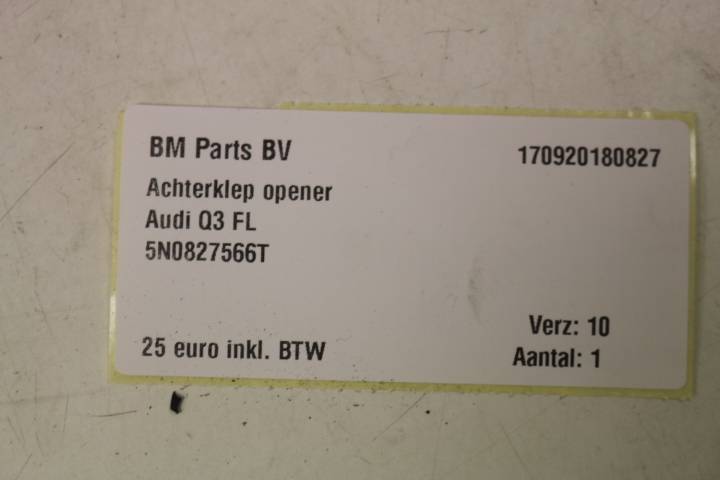 BM Parts BV
170920180827
Achterklep opener
Audi Q3 FL
5N0827566T
Verz: 10
25 euro inkl. BTW
Aantal: 1